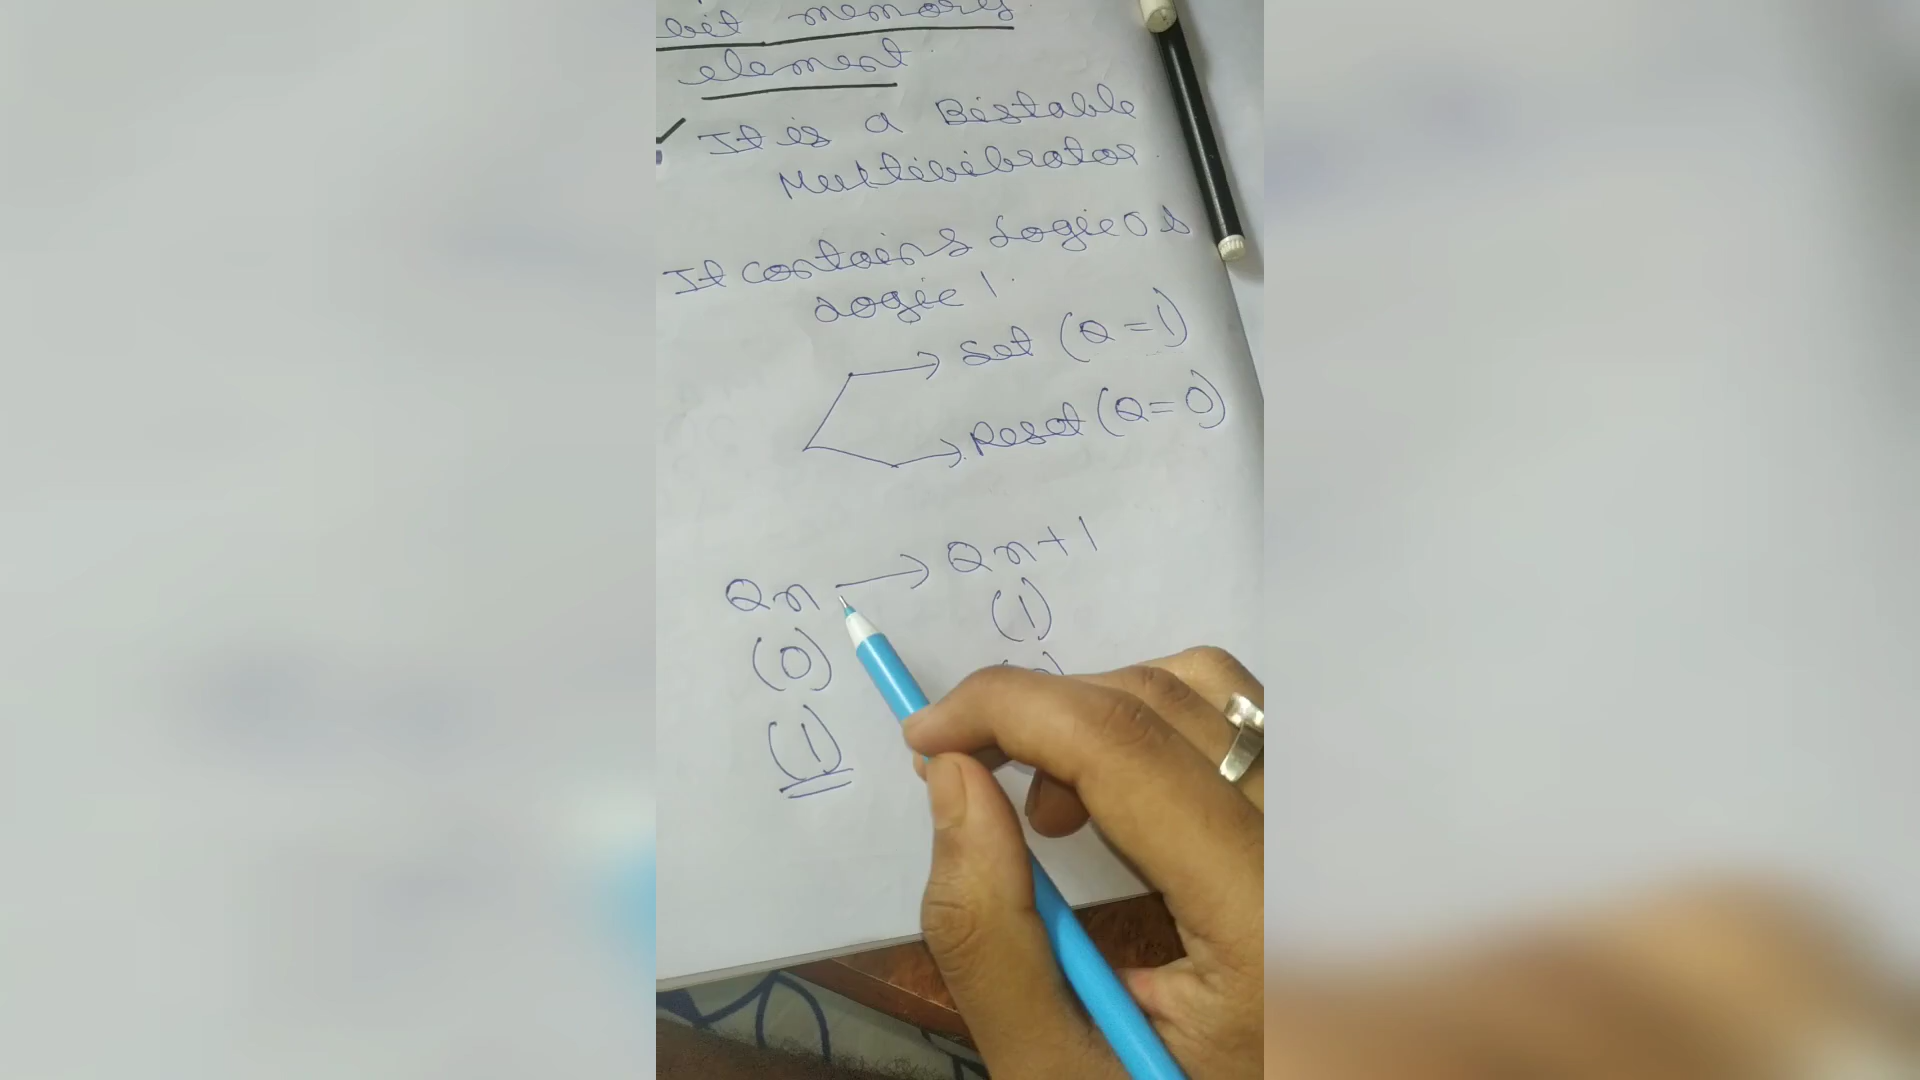 bit memory
element
It is a Bistable
Multivibrator
It contains Logic 0 &
Logic 1.
Set (Q = 1)
Reset (Q = 0)
Qn → Qn+1
(0) (1)
(1)